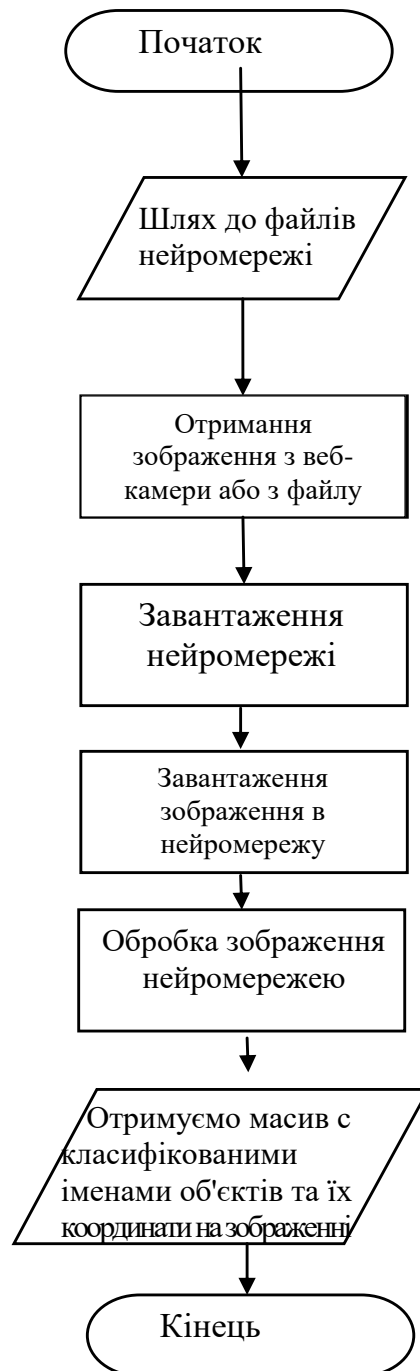 Початок
Шлях до файлів
нейромережі
Отримання
зображення з веб-
камери або з файлу
Завантаження
нейромережі
Завантаження
зображення в
нейромережу
Обробка зображення
нейромережею
Отримуємо масив с
класифікованими
іменами об'єктів та їх
координати на зображенні
Кінець